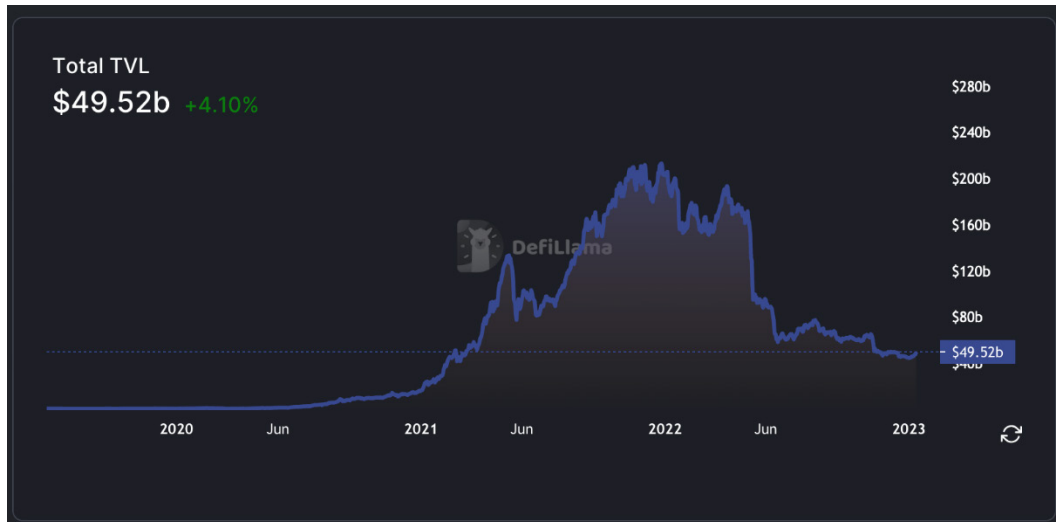 Total TVL
$49.52b +4.10%
$280b
$240b
$200b
$160b
DefiLlama
$120b
$80b
$49.52b
$40b
2020 Jun 2021 Jun 2022 Jun 2023